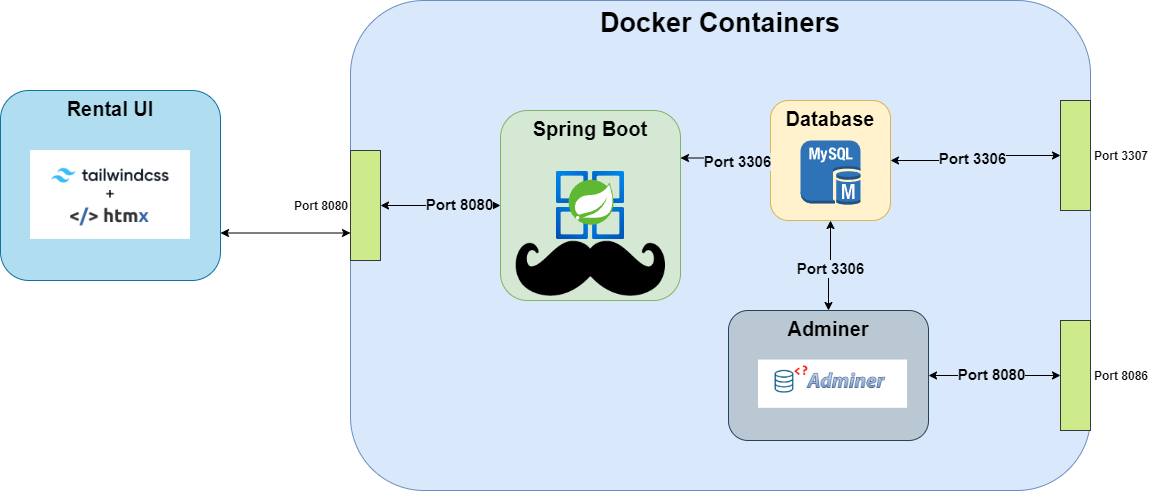 Docker Containers
Rental UI
tailwindcss
+
</> htmx
Port 8080
Port 8080
Spring Boot
Port 3306
Database
MySQL
M
Port 3306
Port 3307
Port 3306
Adminer
<? Adminer
Port 8080
Port 8086